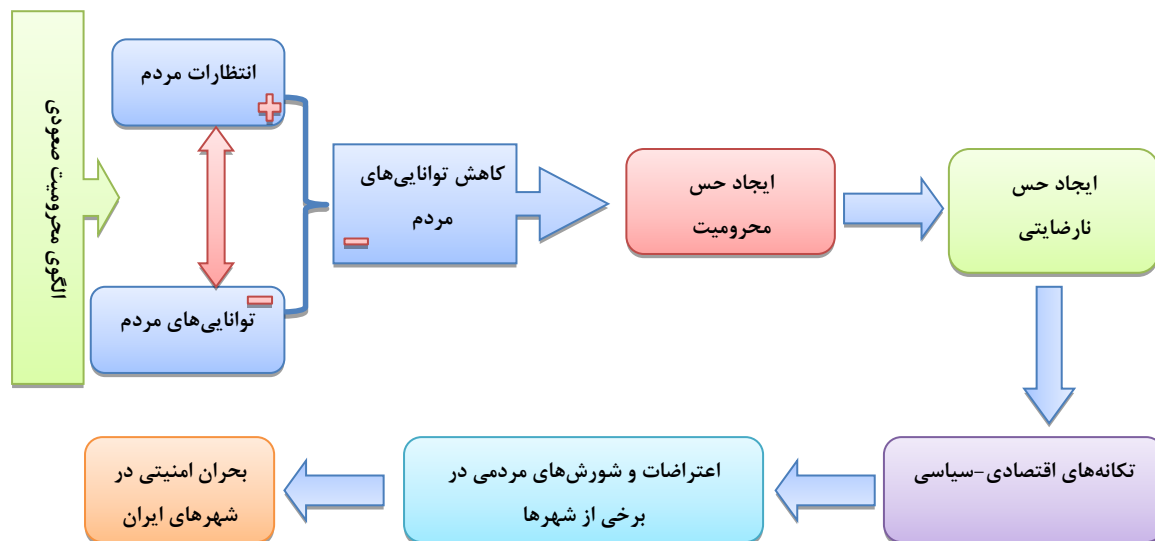 الگوی محرومیت صعودی
انتظارات مردم
توانایی‌های مردم
کاهش توانایی‌های
مردم
ایجاد حس
محرومیت
ایجاد حس
نارضایتی
تکانه‌های اقتصادی-سیاسی
اعتراضات و شورش‌های مردمی در
برخی از شهرها
بحران امنیتی در
شهرهای ایران